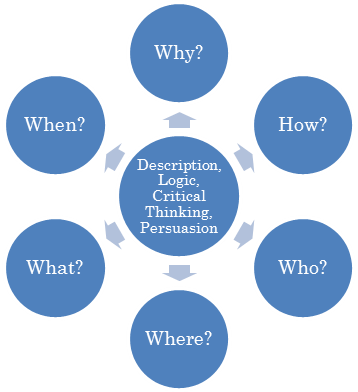 Why?
When?
How?
Description,
Logic,
Critical
Thinking,
Persuasion
What?
Who?
Where?